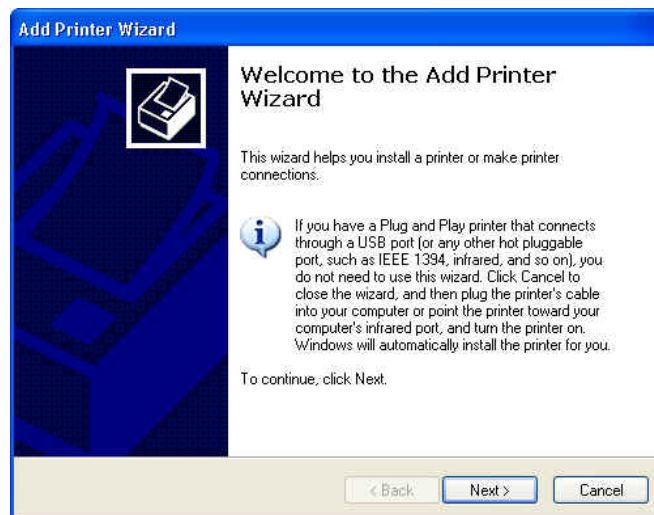 Add Printer Wizard
Welcome to the Add Printer
Wizard
This wizard helps you install a printer or make printer
connections.
If you have a Plug and Play printer that connects
through a USB port (or any other hot pluggable
port, such as IEEE 1394, infrared, and so on), you
do not need to use this wizard. Click Cancel to
close the wizard, and then plug the printer's cable
into your computer or point the printer toward your
computer's infrared port, and turn the printer on.
Windows will automatically install the printer for you.
To continue, click Next.
< Back
Next >
Cancel